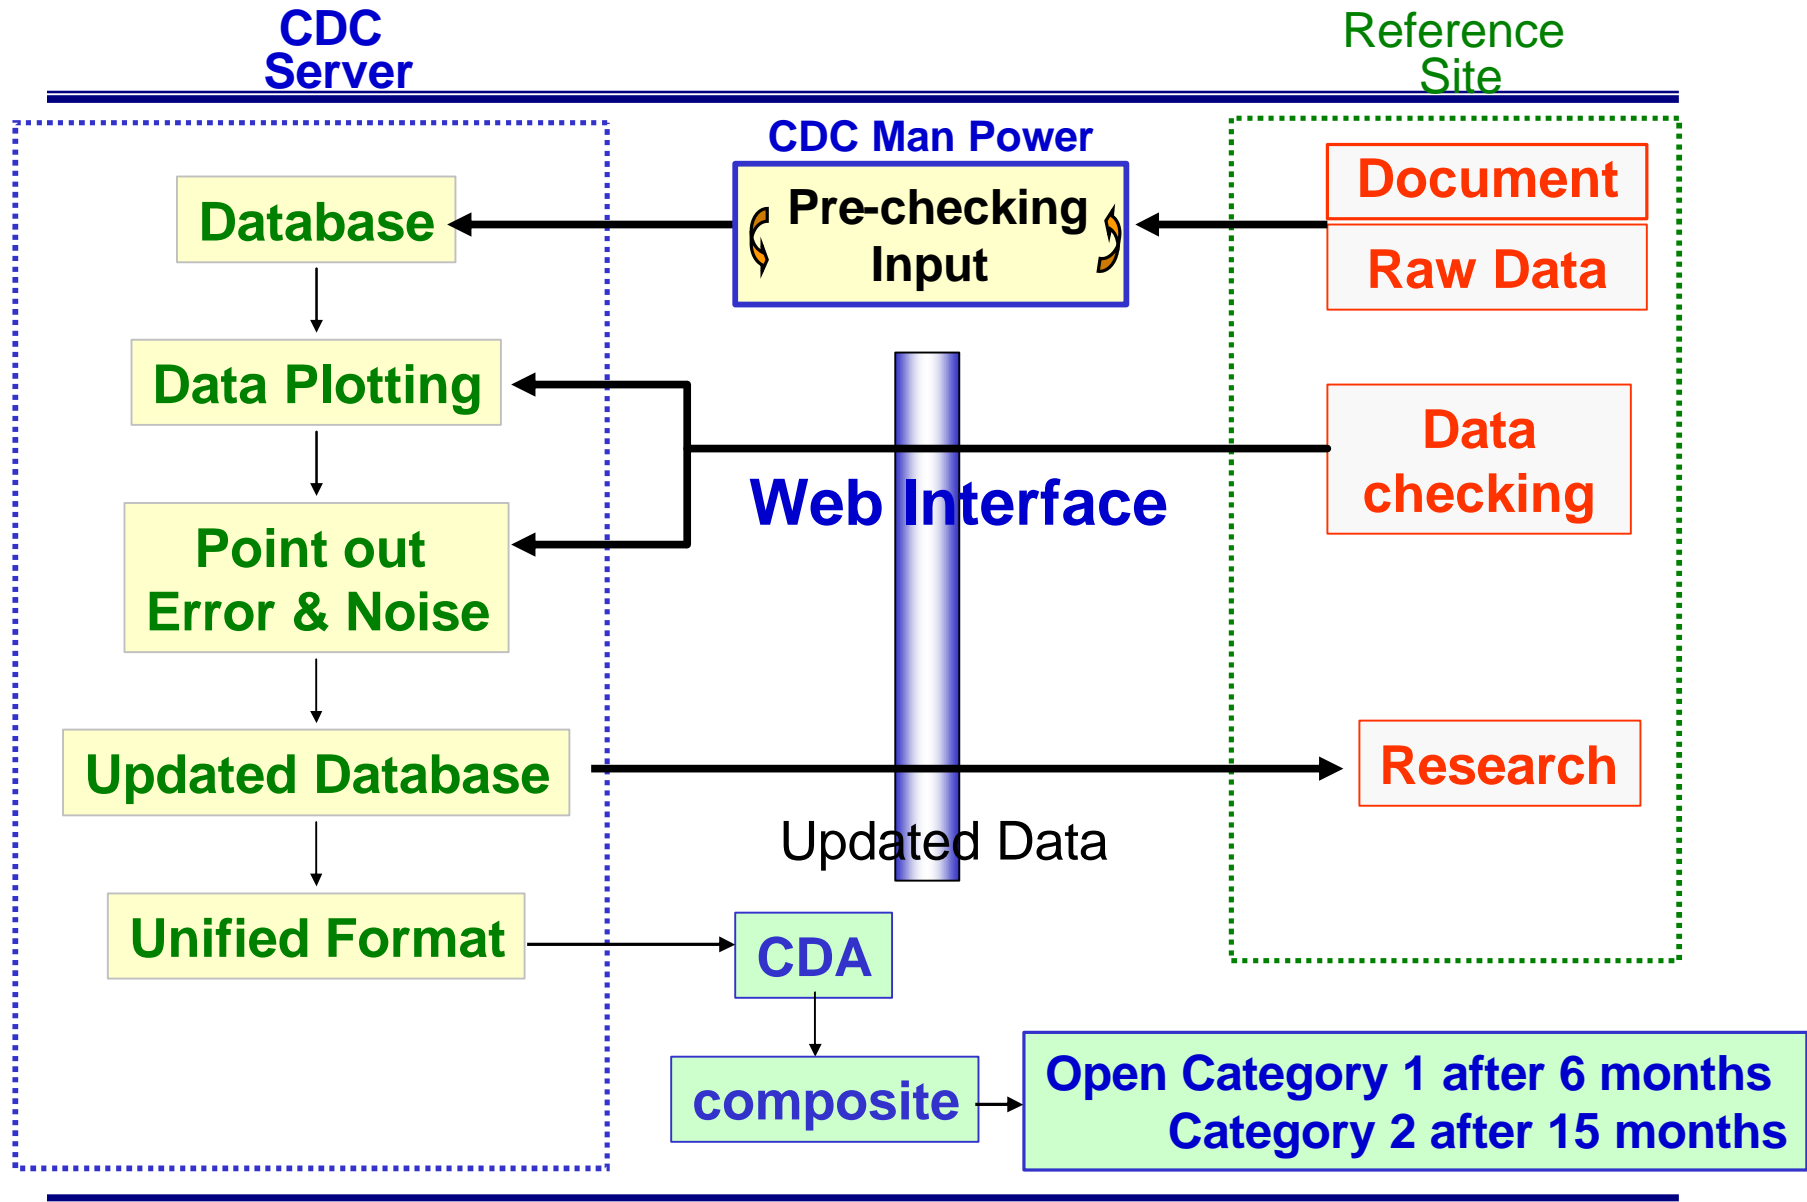 CDC
Server
Reference
Site
CDC Man Power
Database
Pre-checking
Input
Document
Raw Data
Data Plotting
Data
checking
Web Interface
Point out
Error & Noise
Updated Database
Research
Updated Data
Unified Format
CDA
composite
Open Category 1 after 6 months
Category 2 after 15 months